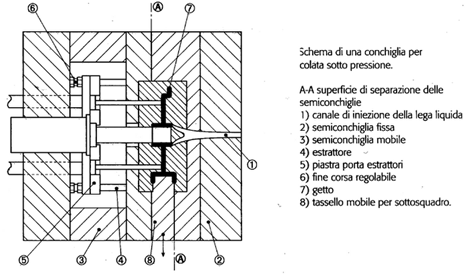 ⑥
Ⓐ
⑦
①
⑤
③
④
⑧
Ⓐ
②
Schema di una conchiglia per
colata sotto pressione.
A-A superficie di separazione delle
semiconchiglie
1) canale di iniezione della lega liquida
2) semiconchiglia fissa
3) semiconchiglia mobile
4) estrattore
5) piastra porta estrattori
6) fine corsa regolabile
7) getto
8) tassello mobile per sottosquadro.